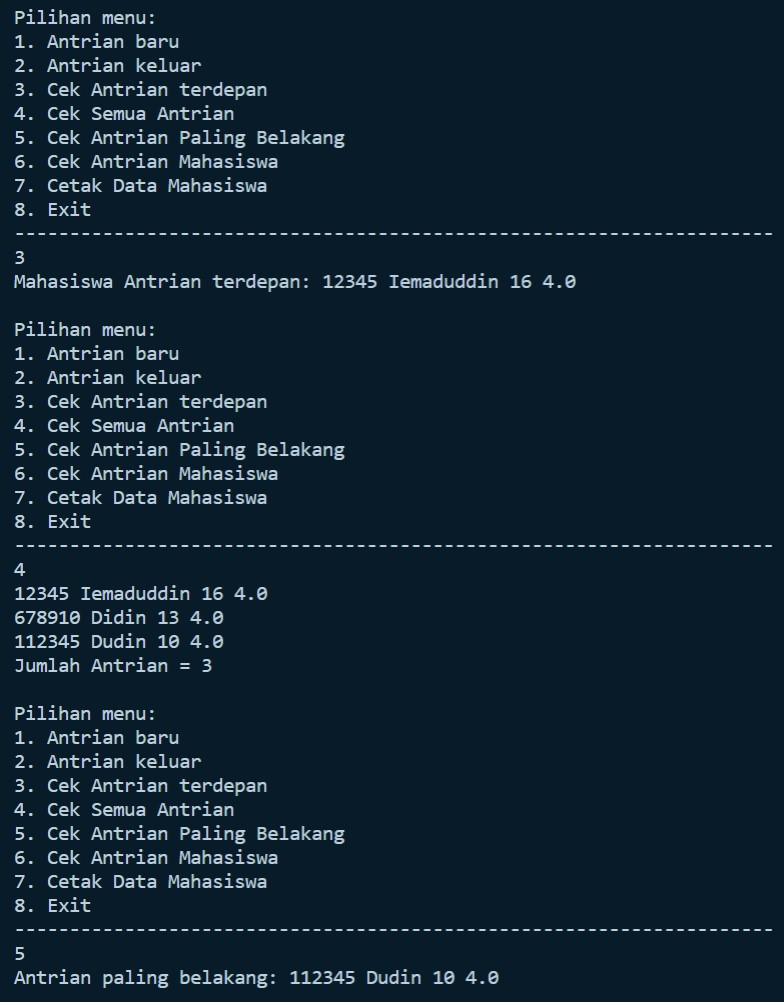 Pilihan menu:
1. Antrian baru
2. Antrian keluar
3. Cek Antrian terdepan
4. Cek Semua Antrian
5. Cek Antrian Paling Belakang
6. Cek Antrian Mahasiswa
7. Cetak Data Mahasiswa
8. Exit
---------------------------------------------------------------------
3
Mahasiswa Antrian terdepan: 12345 Iemaduddin 16 4.0

Pilihan menu:
1. Antrian baru
2. Antrian keluar
3. Cek Antrian terdepan
4. Cek Semua Antrian
5. Cek Antrian Paling Belakang
6. Cek Antrian Mahasiswa
7. Cetak Data Mahasiswa
8. Exit
---------------------------------------------------------------------
4
12345 Iemaduddin 16 4.0
678910 Didin 13 4.0
112345 Dudin 10 4.0
Jumlah Antrian = 3

Pilihan menu:
1. Antrian baru
2. Antrian keluar
3. Cek Antrian terdepan
4. Cek Semua Antrian
5. Cek Antrian Paling Belakang
6. Cek Antrian Mahasiswa
7. Cetak Data Mahasiswa
8. Exit
---------------------------------------------------------------------
5
Antrian paling belakang: 112345 Dudin 10 4.0